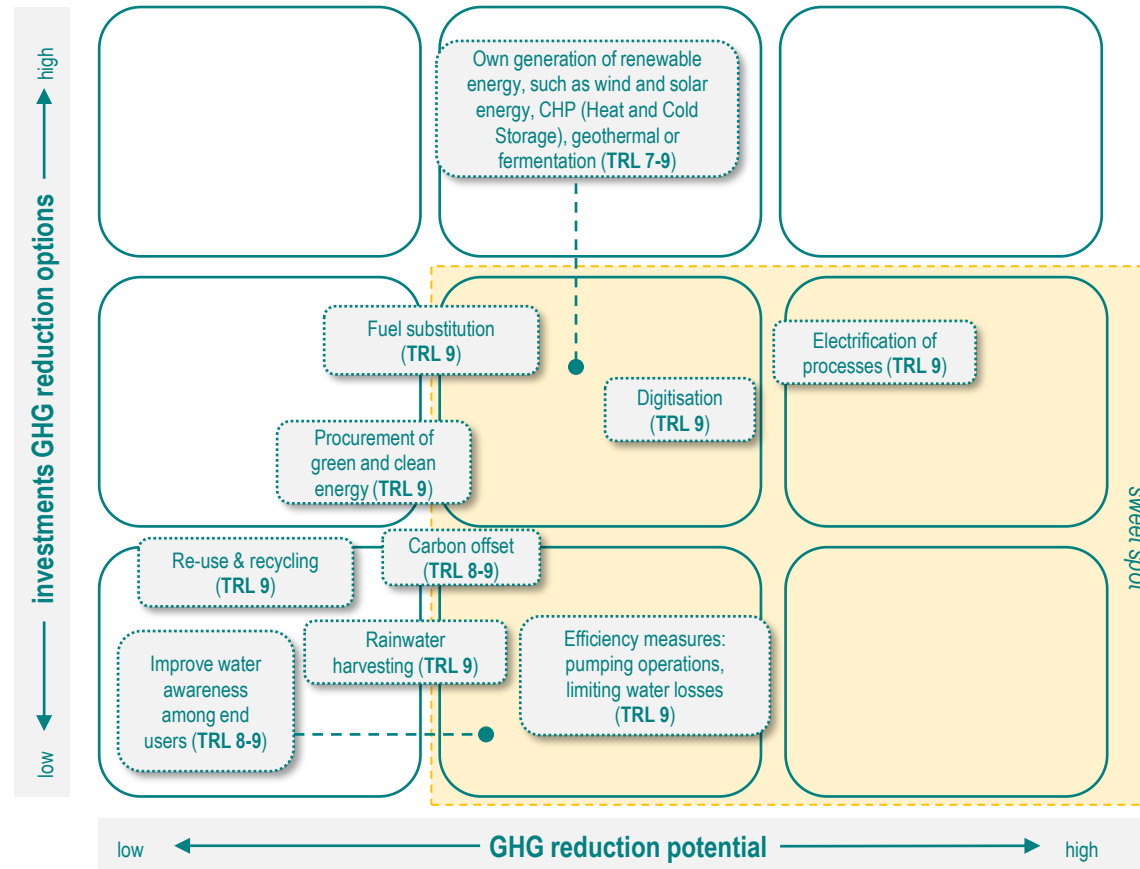 high
investments GHG reduction options
low
Own generation of renewable
energy, such as wind and solar
energy, CHP (Heat and Cold
Storage), geothermal or
fermentation (TRL 7-9)
Fuel substitution
(TRL 9)
Electrification of
processes (TRL 9)
Digitisation
(TRL 9)
Procurement of
green and clean
energy (TRL 9)
sweet spot
Re-use & recycling
(TRL 9)
Carbon offset
(TRL 8-9)
Rainwater
harvesting (TRL 9)
Efficiency measures:
pumping operations,
limiting water losses
(TRL 9)
Improve water
awareness
among end
users (TRL 8-9)
low
GHG reduction potential
high